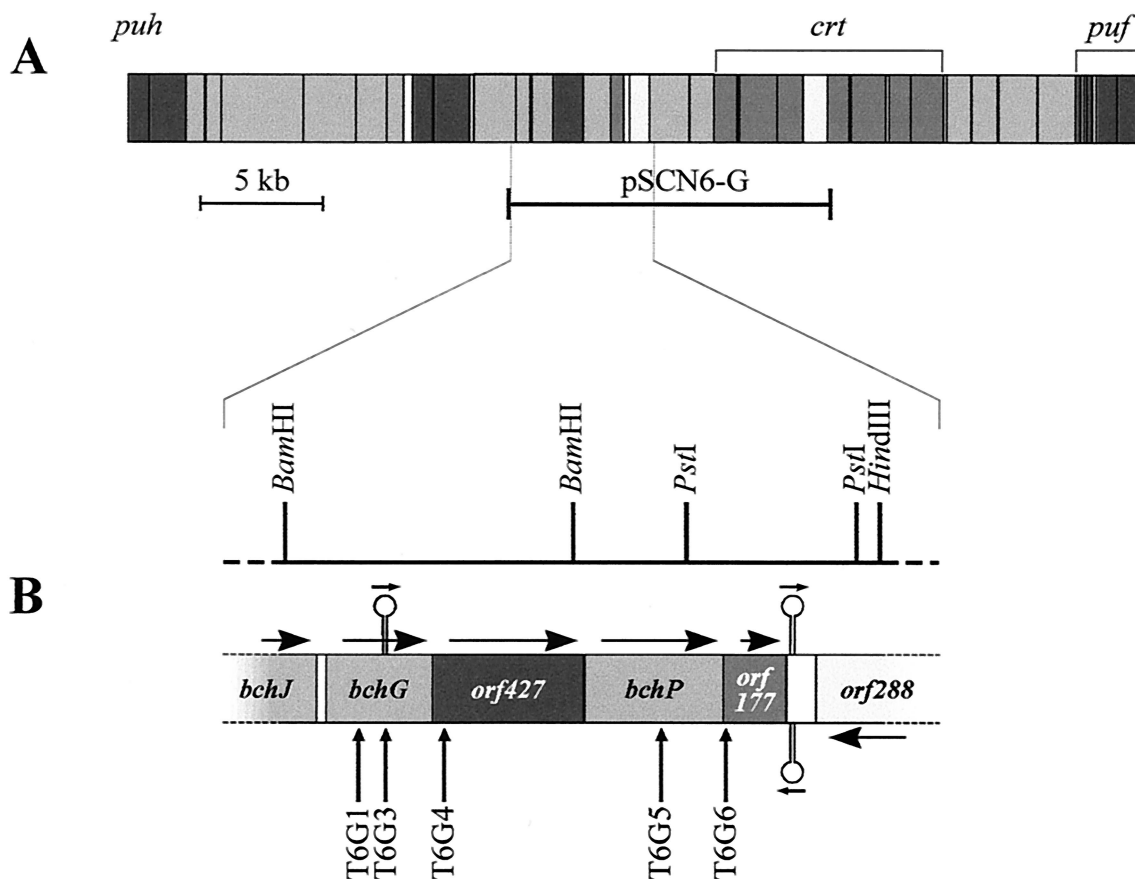 puh
crt
puf
A
5 kb
pSCN6-G
BamHI
BamHI
PstI
PstI
HindIII
B
bchJ
bchG
orf427
bchP
orf
177
orf288
T6G1
T6G3
T6G4
T6G5
T6G6